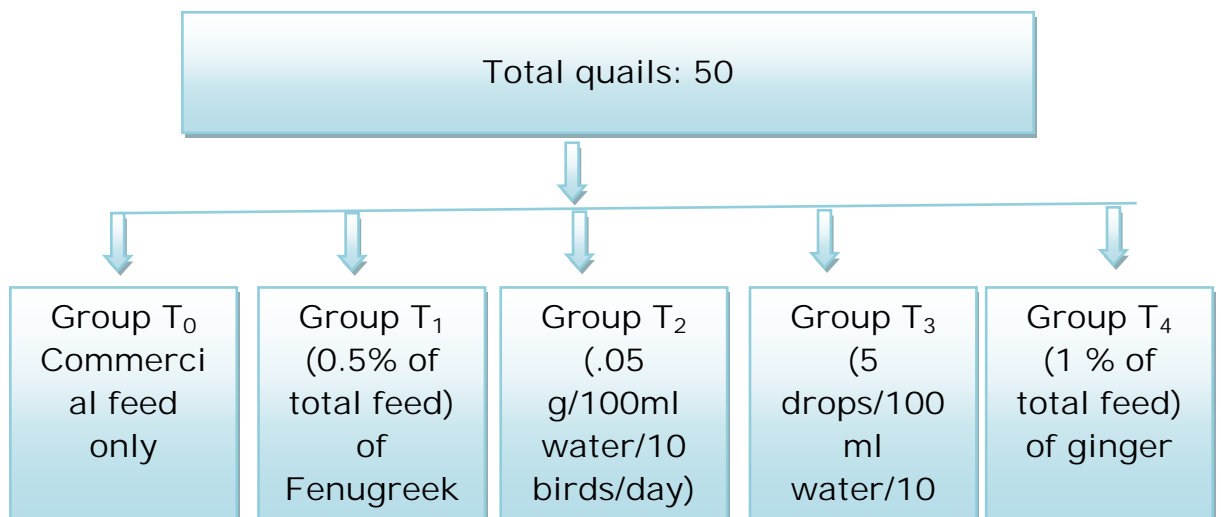 Total quails: 50
Group T₀
Commerci
al feed
only
Group T₁
(0.5% of
total feed)
of
Fenugreek
Group T₂
(.05
g/100ml
water/10
birds/day)
Group T₃
(5
drops/100
ml
water/10
Group T₄
(1 % of
total feed)
of ginger